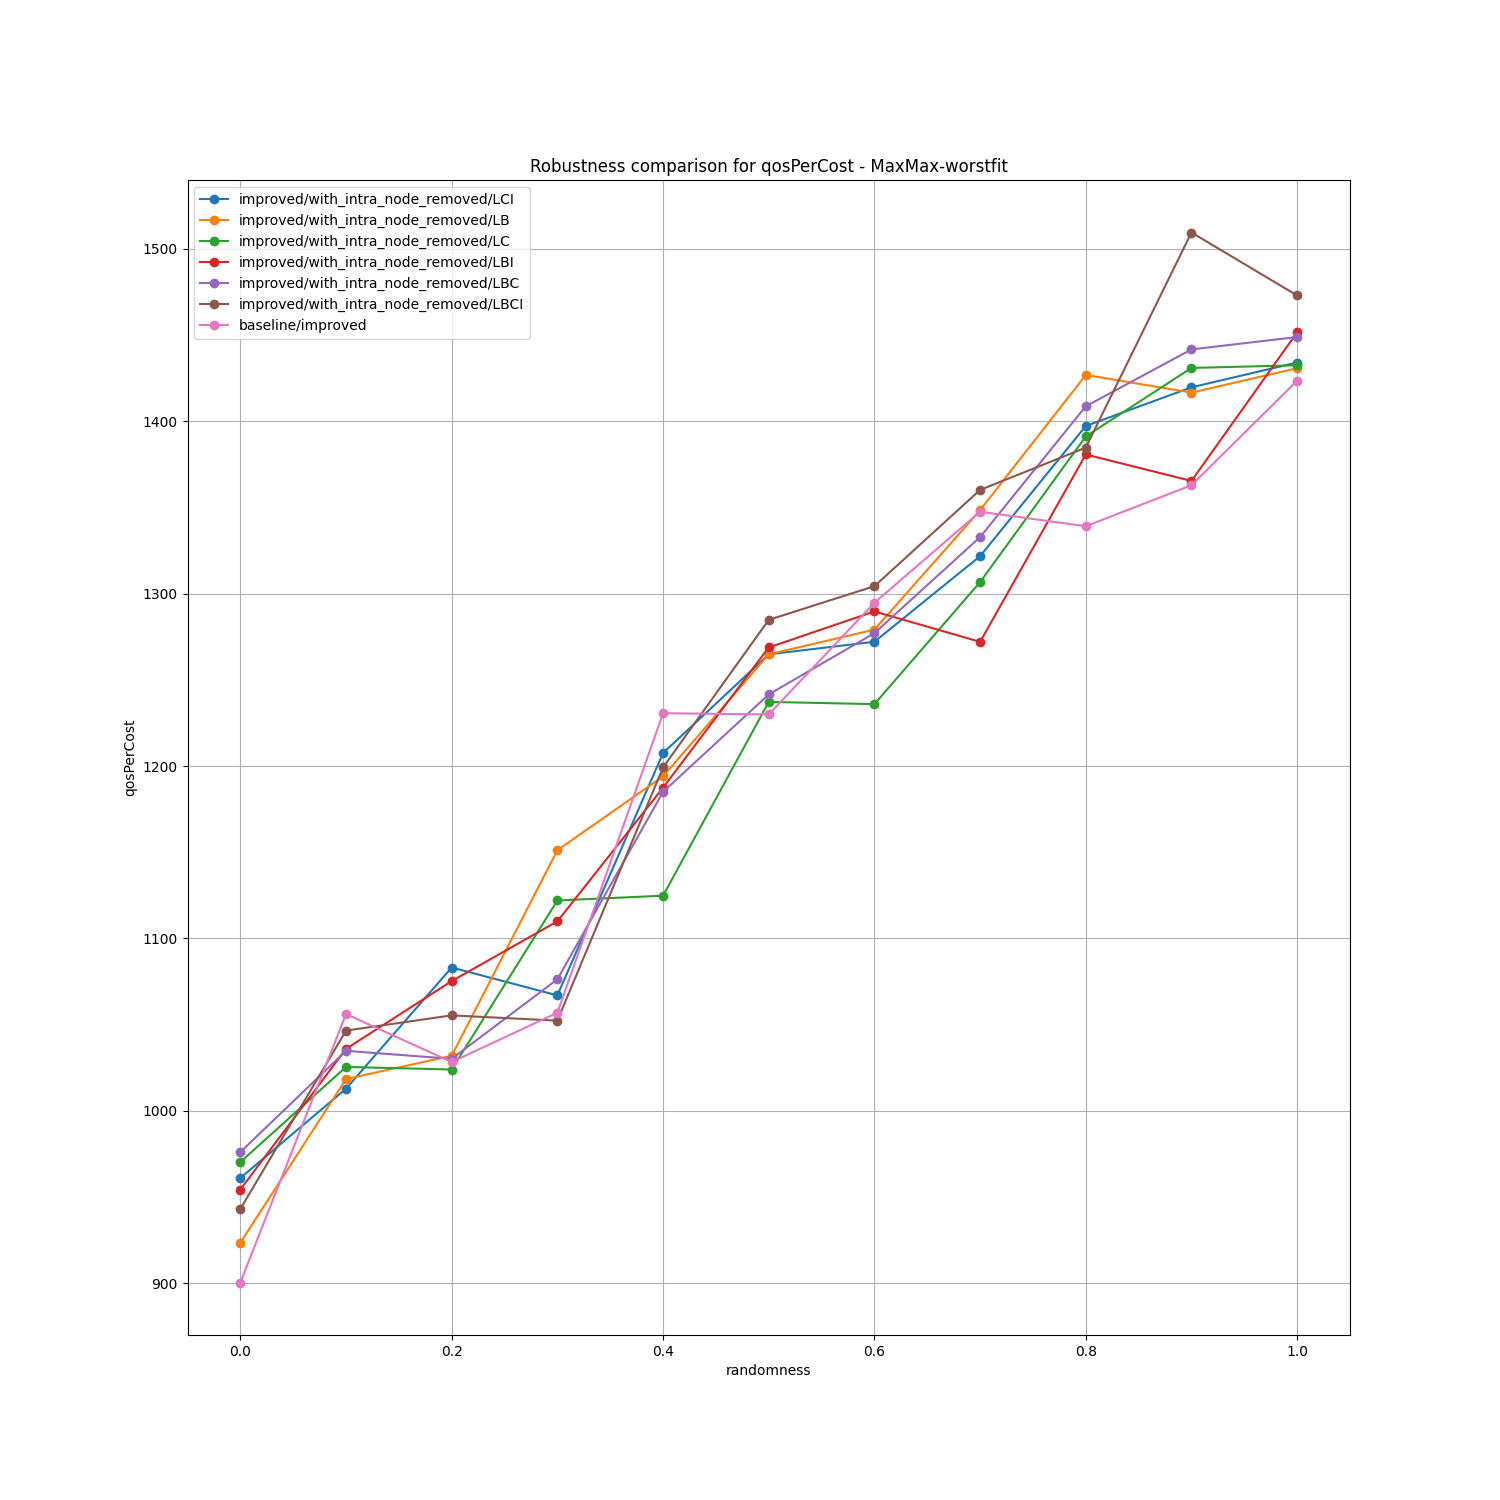 Robustness comparison for qosPerCost - MaxMax-worstfit
improved/with_intra_node_removed/LCI
improved/with_intra_node_removed/LB
improved/with_intra_node_removed/LC
improved/with_intra_node_removed/LBI
improved/with_intra_node_removed/LBC
improved/with_intra_node_removed/LBCI
baseline/improved
1500
1400
1300
1200
1100
1000
900
qosPerCost
0.0 0.2 0.4 0.6 0.8 1.0
randomness